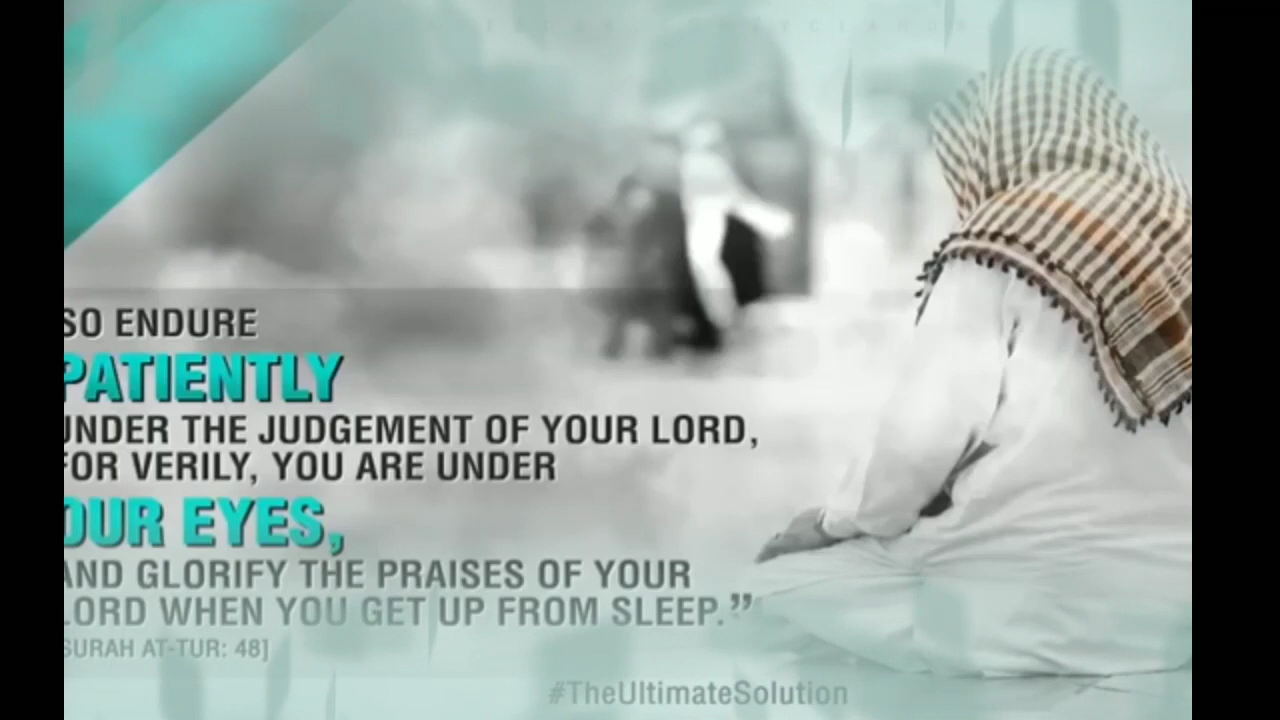 SO ENDURE
PATIENTLY
UNDER THE JUDGEMENT OF YOUR LORD,
FOR VERILY, YOU ARE UNDER
OUR EYES,
AND GLORIFY THE PRAISES OF YOUR
LORD WHEN YOU GET UP FROM SLEEP.”
SURAH AT-TUR: 48]
#TheUltimateSolution